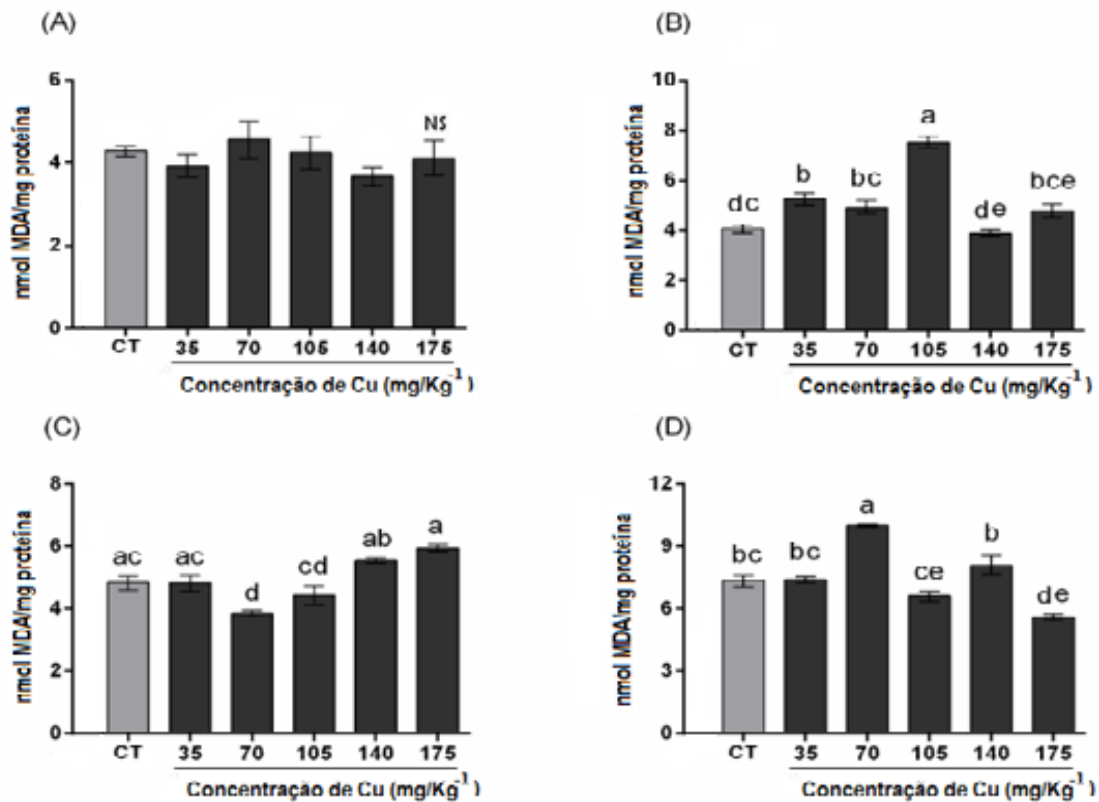 (A)
nmol MDA/mg proteína
6
4
2
0
NS
CT 35 70 105 140 175
Concentração de Cu (mg/Kg-1)
(B)
nmol MDA/mg proteína
10
8
6
4
2
0
dc b bc a de bce
CT 35 70 105 140 175
Concentração de Cu (mg/Kg-1)
(C)
nmol MDA/mg proteína
8
6
4
2
0
ac ac d cd ab a
CT 35 70 105 140 175
Concentração de Cu (mg/Kg-1)
(D)
nmol MDA/mg proteína
12
9
6
3
0
bc bc a ce b de
CT 35 70 105 140 175
Concentração de Cu (mg/Kg-1)